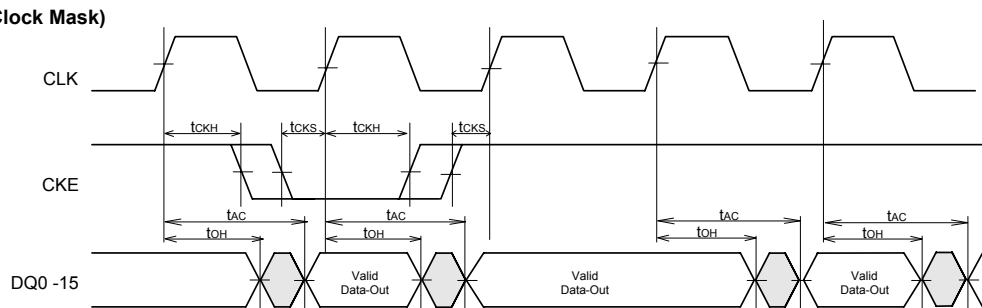 Clock Mask)
CLK
tCKH
tCKS
tCKH
tCKS
CKE
tAC
tAC
tAC
tAC
tOH
tOH
tOH
tOH
DQ0 -15
Valid
Data-Out
Valid
Data-Out
Valid
Data-Out